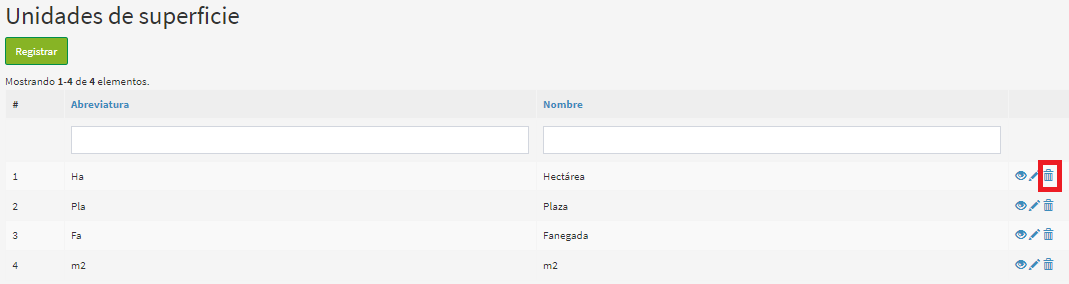 Unidades de superficie
Registrar
Mostrando 1-4 de 4 elementos.
# Abreviatura Nombre
1 Ha Hectárea
2 Pla Plaza
3 Fa Fanegada
4 m2 m2